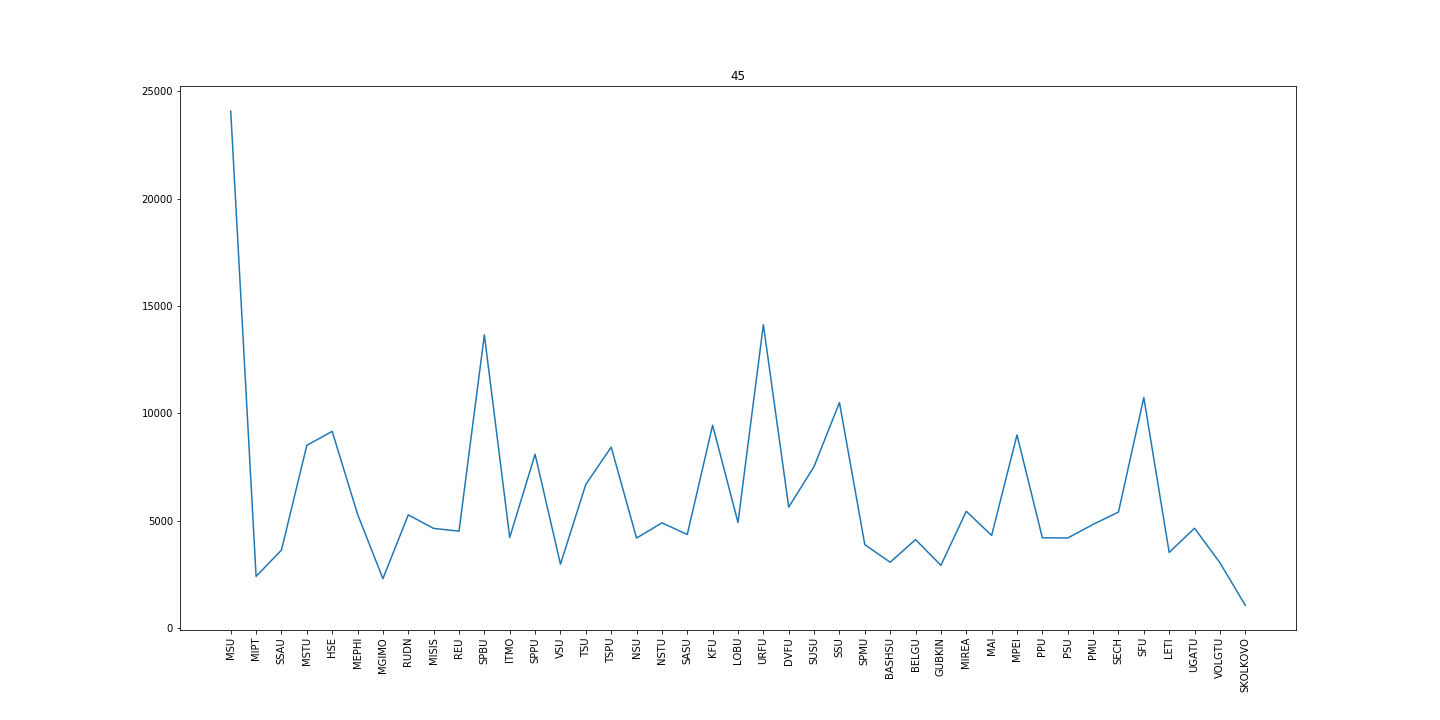 45
25000
20000
15000
10000
5000
0
MSU
MIPT
SSAU
MSTU
HSE
MEPHI
MGIMO
RUDN
MISIS
REU
SPBU
ITMO
SPPU
VSU
TSU
TSPU
NSU
NSTU
SASU
KFU
LOBU
URFU
DVFU
SUSU
SSU
SPMU
BASHSU
BELGU
GUBKIN
MIREA
MAI
MPEI
PPU
PSU
PMU
SECH
SFU
LETI
UGATU
VOLGTU
SKOLKOVO